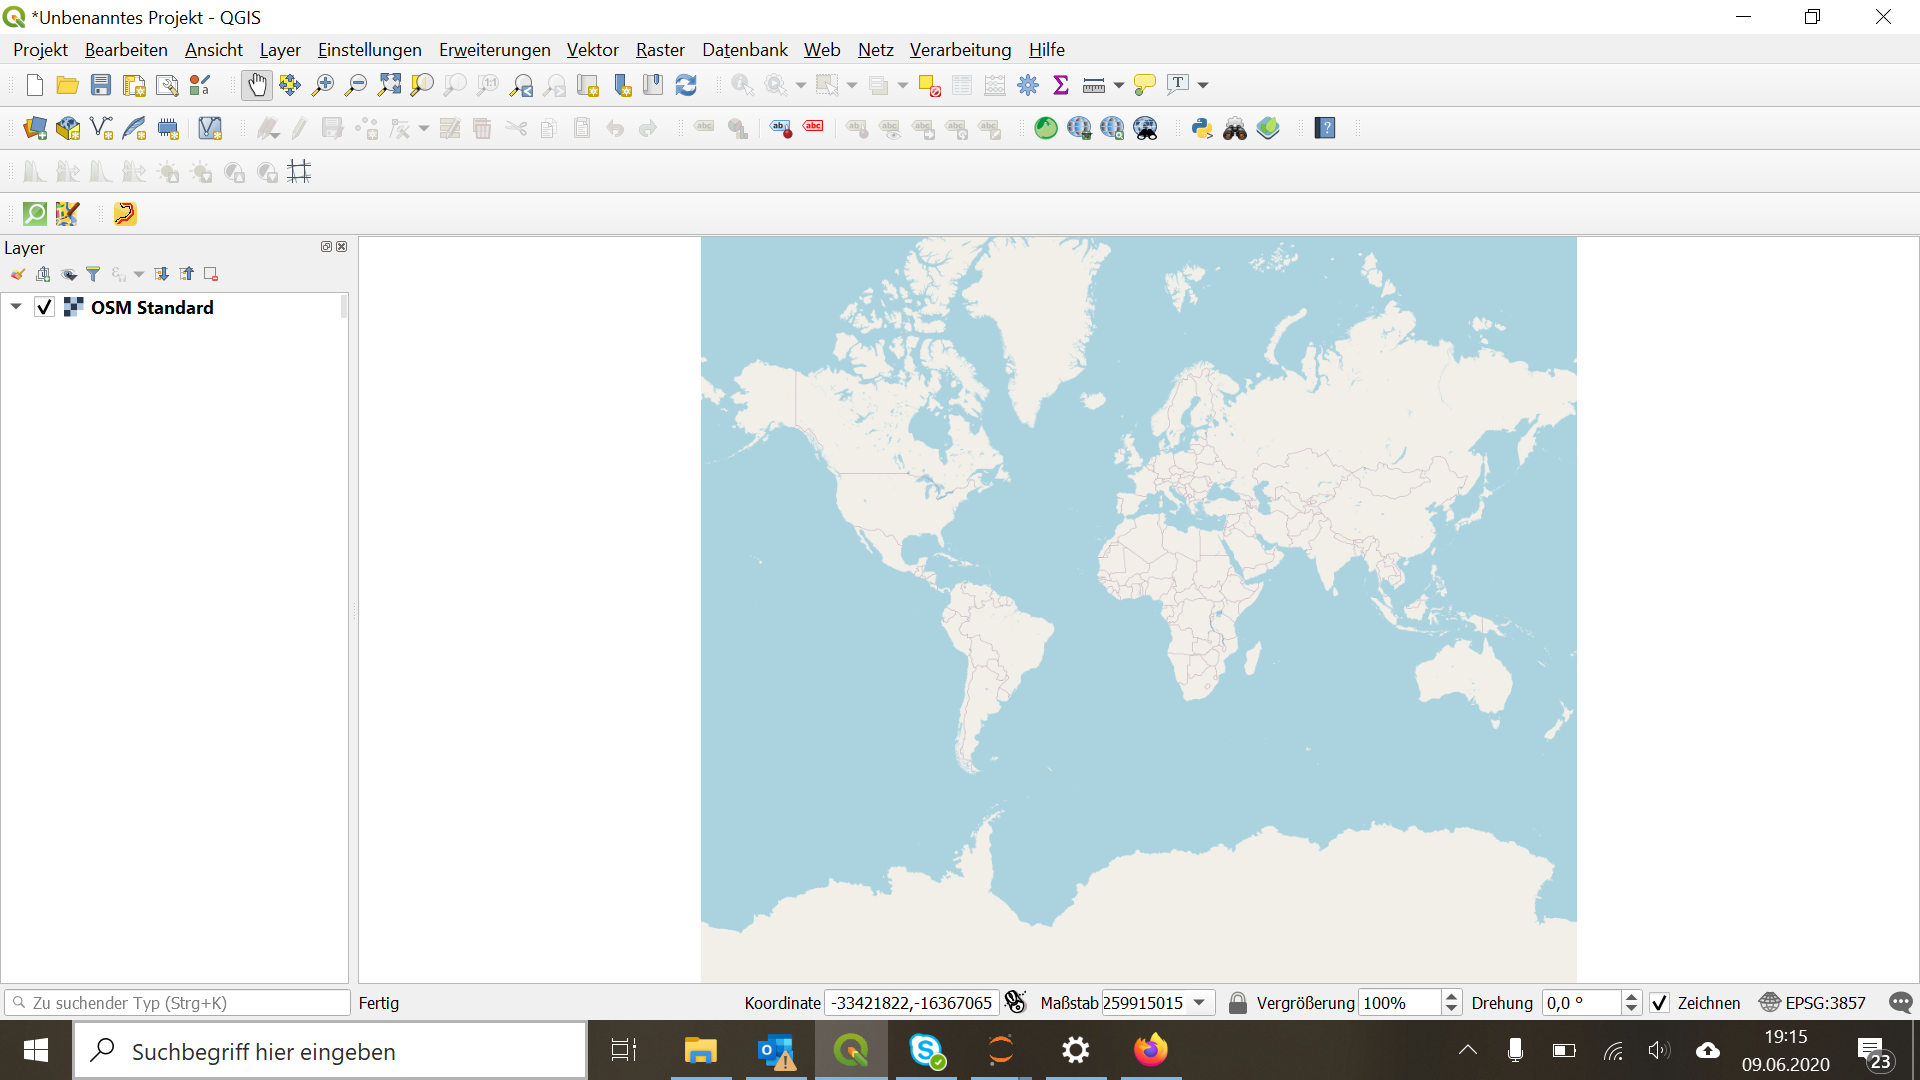 *Unbenanntes Projekt - QGIS
Projekt Bearbeiten Ansicht Layer Einstellungen Erweiterungen Vektor Raster Datenbank Web Netz Verarbeitung Hilfe
Layer
OSM Standard
Zu suchender Typ (Strg+K) Fertig Koordinate -33421822,-16367065 Maßstab 259915015 Vergrößerung 100% Drehung 0,0 ° Zeichnen EPSG:3857
Suchbegriff hier eingeben
19:15
09.06.2020
23